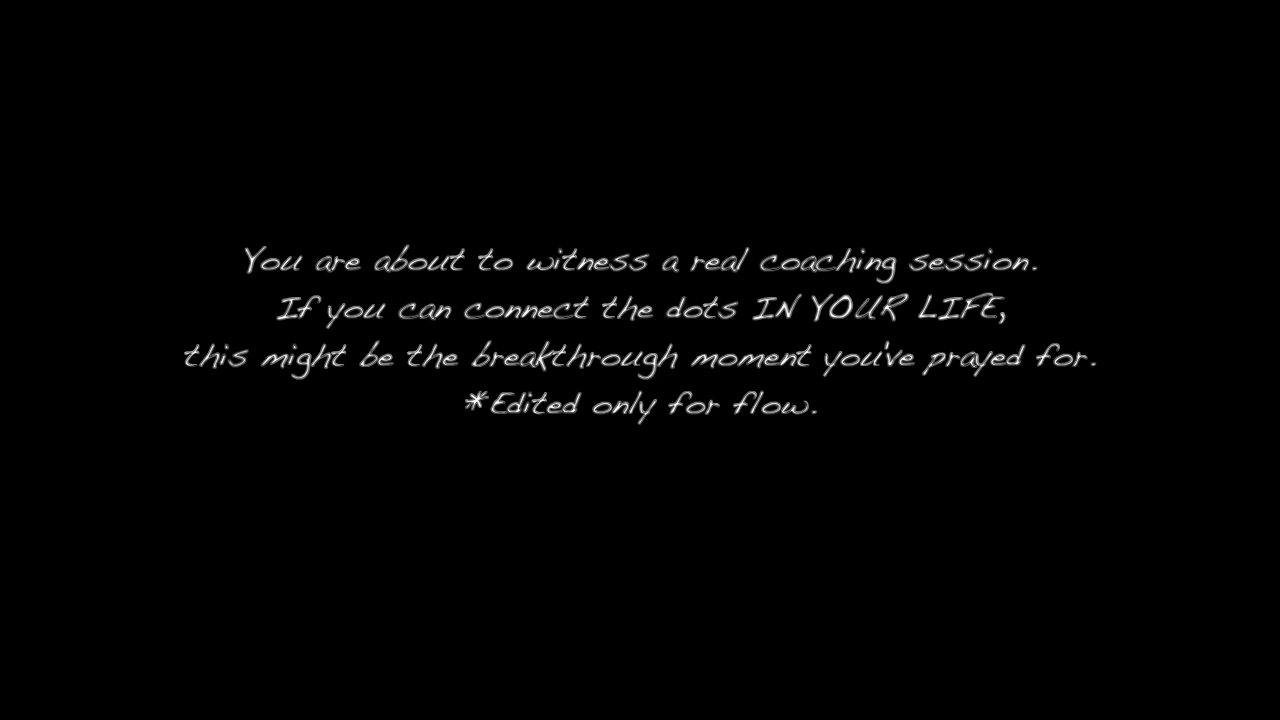 You are about to witness a real coaching session.
If you can connect the dots IN YOUR LIFE,
this might be the breakthrough moment you've prayed for.
*Edited only for flow.